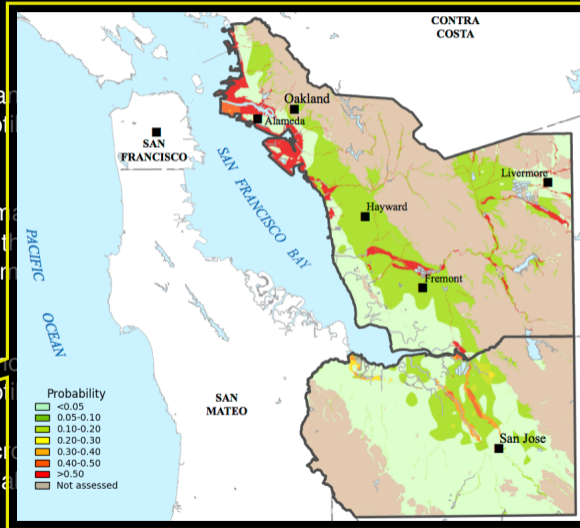 CONTRA
COSTA
Oakland
Alameda
SAN
FRANCISCO
SAN FRANCISCO BAY
Livermore
Hayward
PACIFIC
OCEAN
Fremont
SAN
MATEO
San Jose
Probability
<0.05
0.05-0.10
0.10-0.20
0.20-0.30
0.30-0.40
0.40-0.50
>0.50
Not assessed